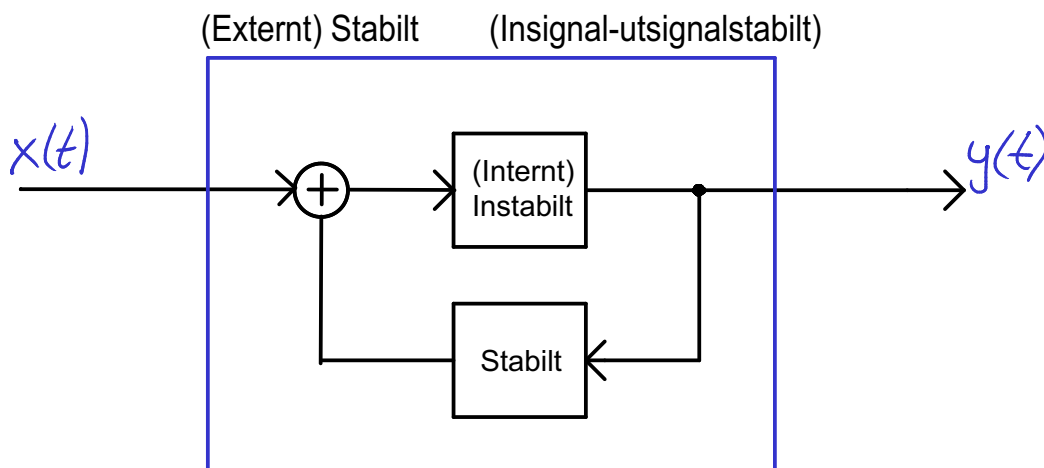 (Externt) Stabilt (Insignal-utsignalstabilt)
x(t)
+
(Internt)
Instabilt
y(t)
Stabilt